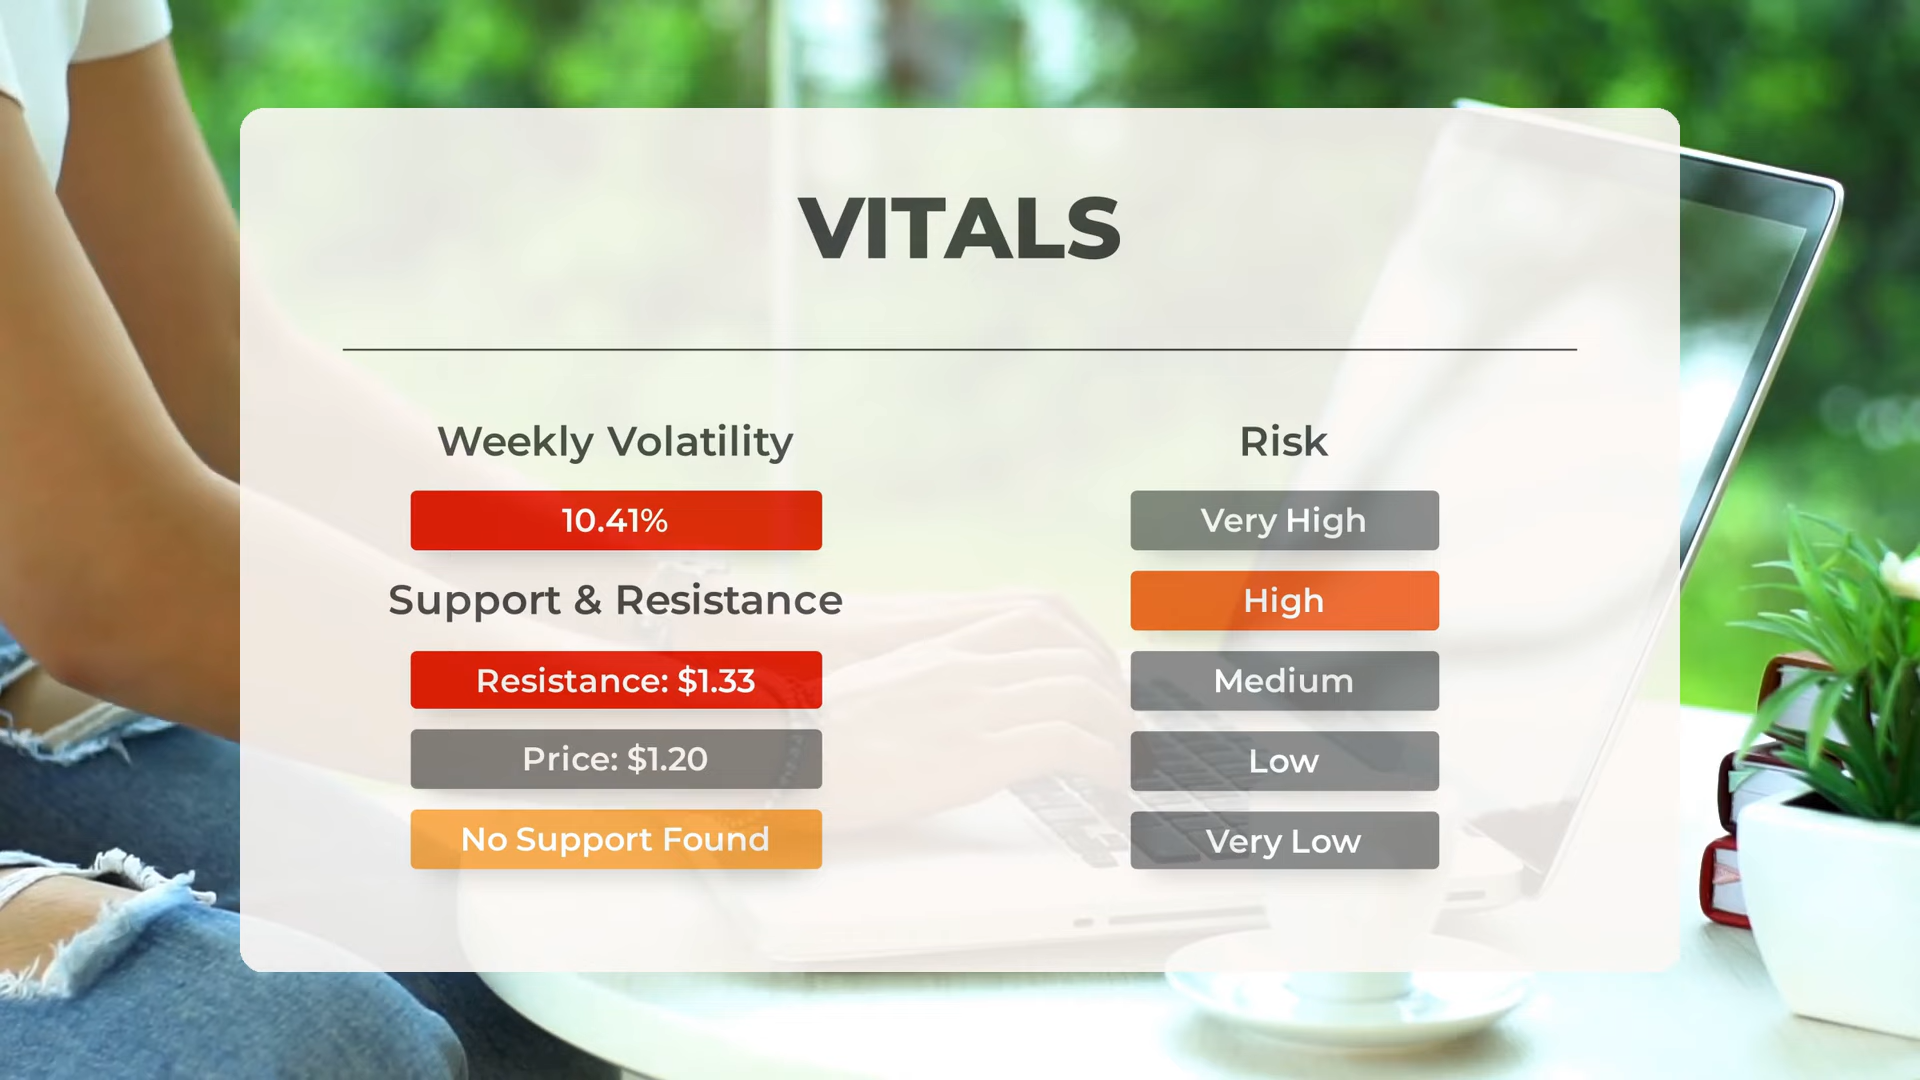 VITALS
Weekly Volatility
10.41%
Support & Resistance
Resistance: $1.33
Price: $1.20
No Support Found
Risk
Very High
High
Medium
Low
Very Low